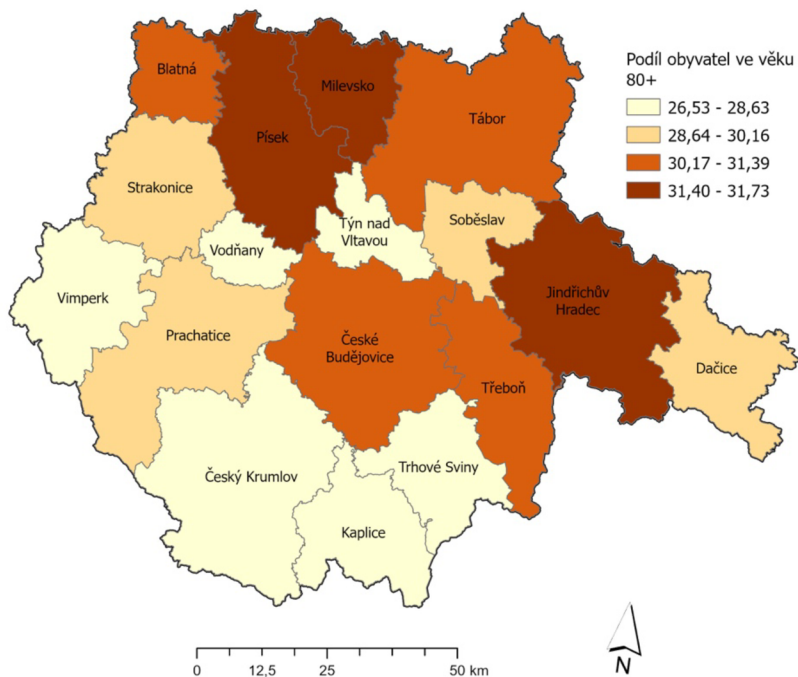 Podíl obyvatel ve věku
80+
26,53 - 28,63
28,64 - 30,16
30,17 - 31,39
31,40 - 31,73
Blatná
Milevsko
Písek
Tábor
Strakonice
Soběslav
Týn nad
Vltavou
Vodňany
Vimperk
Jindřichův
Hradec
Prachatice
České
Budějovice
Dačice
Třeboň
Český Krumlov
Trhové Sviny
Kaplice
0 12,5 25 50 km
N